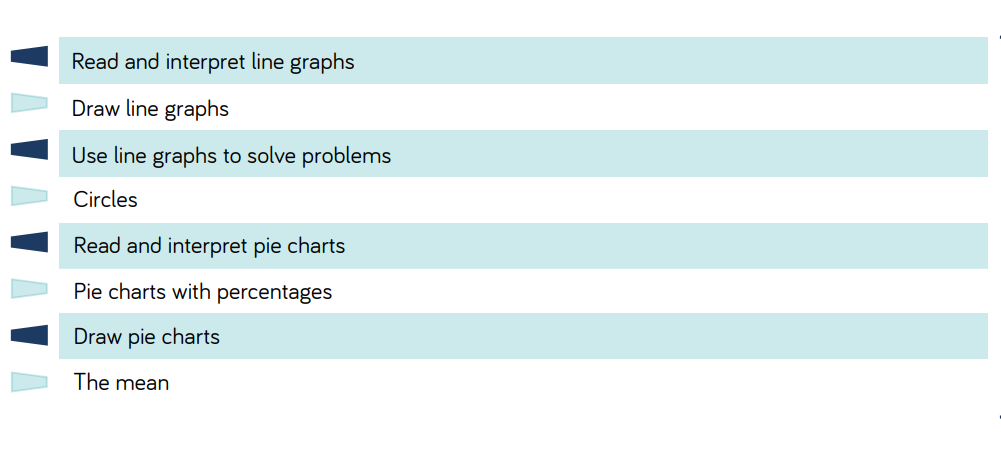 Read and interpret line graphs
Draw line graphs
Use line graphs to solve problems
Circles
Read and interpret pie charts
Pie charts with percentages
Draw pie charts
The mean